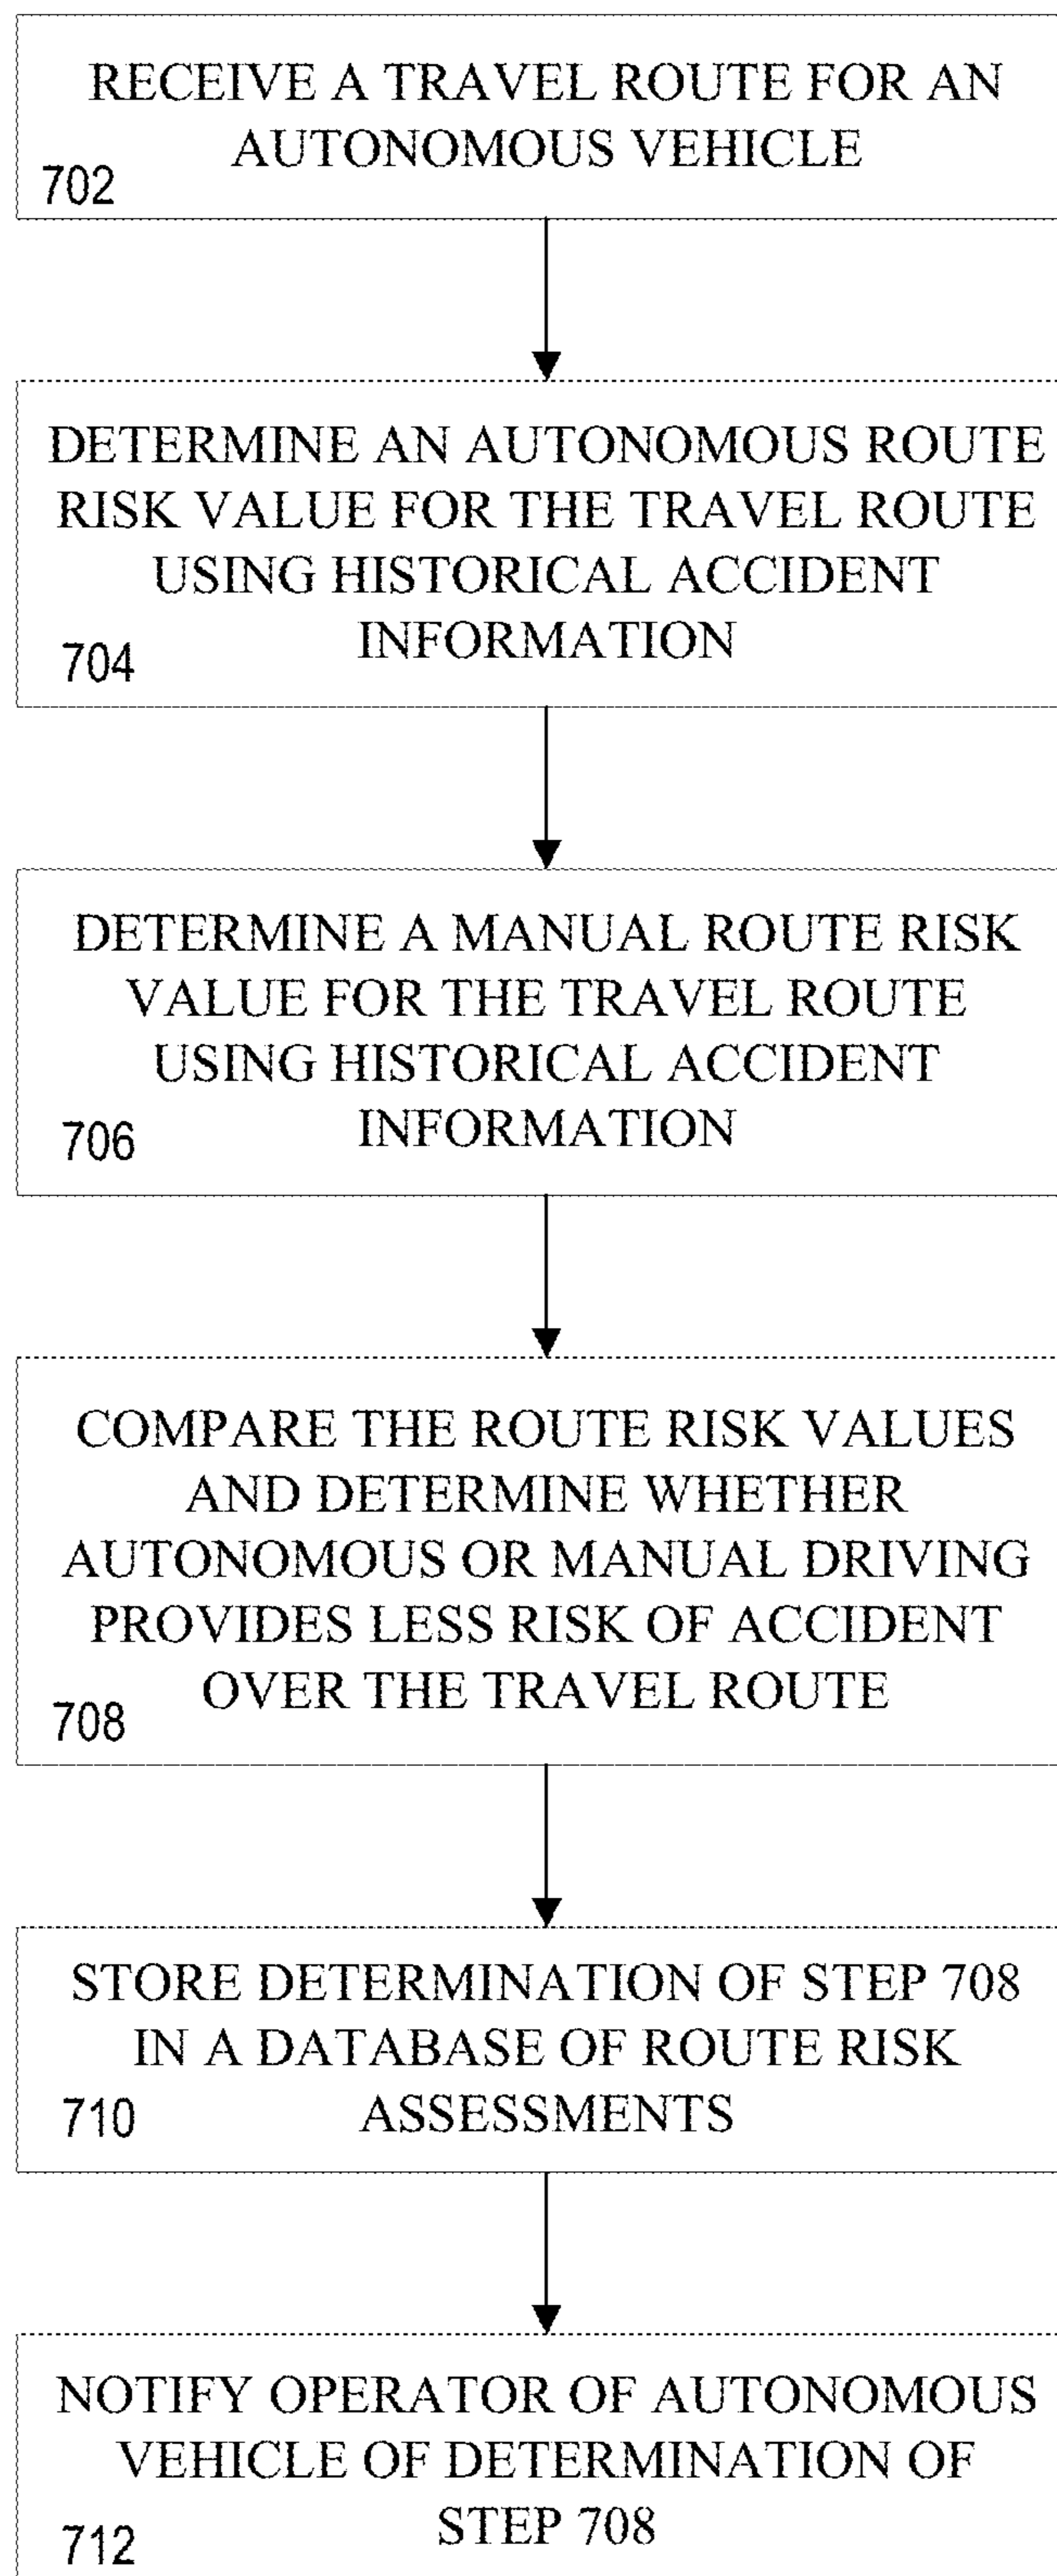 RECEIVE A TRAVEL ROUTE FOR AN
AUTONOMOUS VEHICLE
702
DETERMINE AN AUTONOMOUS ROUTE
RISK VALUE FOR THE TRAVEL ROUTE
USING HISTORICAL ACCIDENT
INFORMATION
704
DETERMINE A MANUAL ROUTE RISK
VALUE FOR THE TRAVEL ROUTE
USING HISTORICAL ACCIDENT
INFORMATION
706
COMPARE THE ROUTE RISK VALUES
AND DETERMINE WHETHER
AUTONOMOUS OR MANUAL DRIVING
PROVIDES LESS RISK OF ACCIDENT
OVER THE TRAVEL ROUTE
708
STORE DETERMINATION OF STEP 708
IN A DATABASE OF ROUTE RISK
ASSESSMENTS
710
NOTIFY OPERATOR OF AUTONOMOUS
VEHICLE OF DETERMINATION OF
STEP 708
712